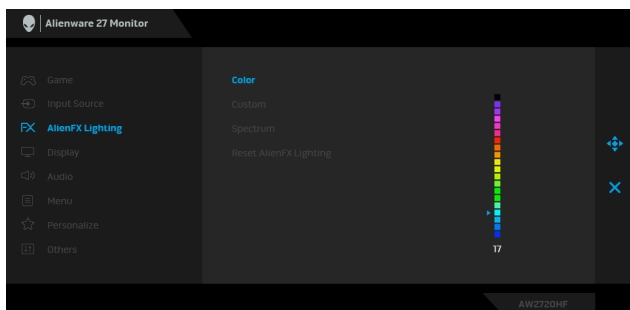 Alienware 27 Monitor
Game
Color
Input Source
Custom
FX AlienFX Lighting
Spectrum
Display
Reset AlienFX Lighting
Audio
Menu
Personalize
Others
17
AW2720HF